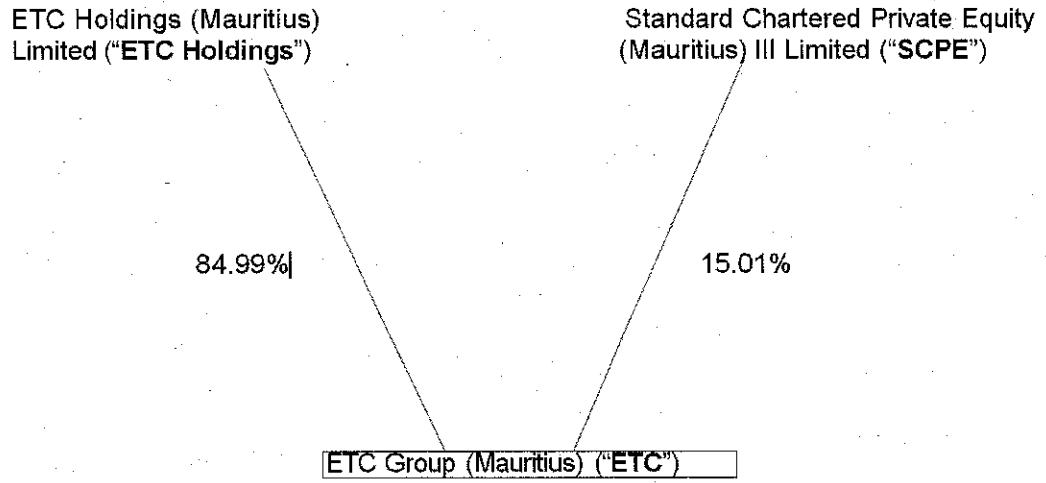 ETC Holdings (Mauritius)
Limited ("ETC Holdings")
Standard Chartered Private Equity
(Mauritius) III Limited ("SCPE")
84.99%
15.01%
ETC Group (Mauritius) ("ETC")